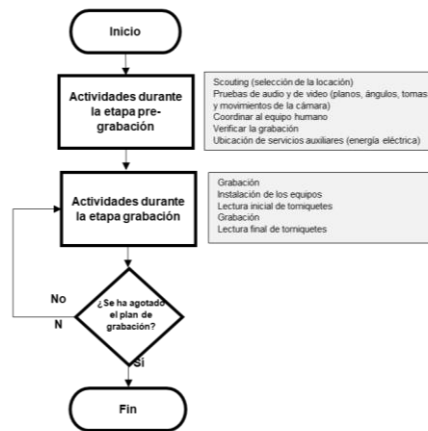 Inicio
Actividades durante
la etapa pre-
grabación
Scouting (selección de la locación)
Pruebas de audio y de video (planos, ángulos, tomas
y movimientos de la cámara)
Coordinar al equipo humano
Verificar la grabación
Ubicación de servicios auxiliares (energía eléctrica)
Actividades durante
la etapa grabación
Grabación
Instalación de los equipos
Lectura inicial de torniquetes
Grabación
Lectura final de torniquetes
No
N
¿Se ha agotado
el plan de
grabación?
Sí
Fin